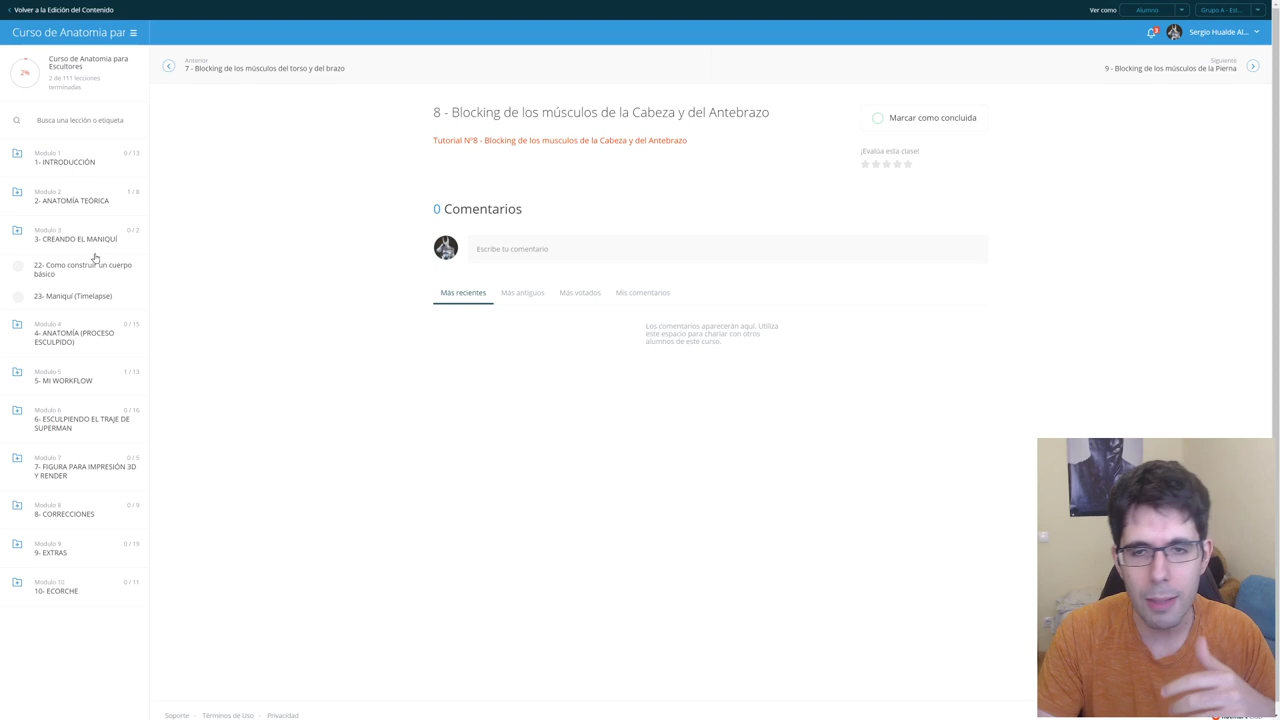 Volver a la Edición del Contenido
Ver como
Alumno
Grupo A - Est...
Curso de Anatomia par
3
Sergio Hualde Al...
2%
Curso de Anatomia para
Escultores
2 de 111 lecciones
terminadas
Anterior
7 - Blocking de los músculos del torso y del brazo
Siguiente
9 - Blocking de los músculos de la Pierna
Busca una lección o etiqueta
Modulo 1
0 / 13
1- INTRODUCCIÓN
Modulo 2
1 / 8
2- ANATOMÍA TEÓRICA
Modulo 3
0 / 2
3- CREANDO EL MANIQUÍ
22- Como construir un cuerpo
básico
23- Maniquí (Timelapse)
Modulo 4
0 / 15
4- ANATOMÍA (PROCESO
ESCULPIDO)
Modulo 5
1 / 13
5- MI WORKFLOW
Modulo 6
0 / 16
6- ESCULPIENDO EL TRAJE DE
SUPERMAN
Modulo 7
0 / 5
7- FIGURA PARA IMPRESIÓN 3D
Y RENDER
Modulo 8
0 / 9
8- CORRECCIONES
Modulo 9
0 / 19
9- EXTRAS
Modulo 10
0 / 11
10- ECORCHE
8 - Blocking de los músculos de la Cabeza y del Antebrazo
Tutorial Nº8 - Blocking de los musculos de la Cabeza y del Antebrazo
Marcar como concluida
¡Evalúa esta clase!
0 Comentarios
Escribe tu comentario
Más recientes
Más antiguos
Más votados
Mis comentarios
Los comentarios aparecerán aquí. Utiliza
este espacio para charlar con otros
alumnos de este curso.
Soporte - Términos de Uso - Privacidad